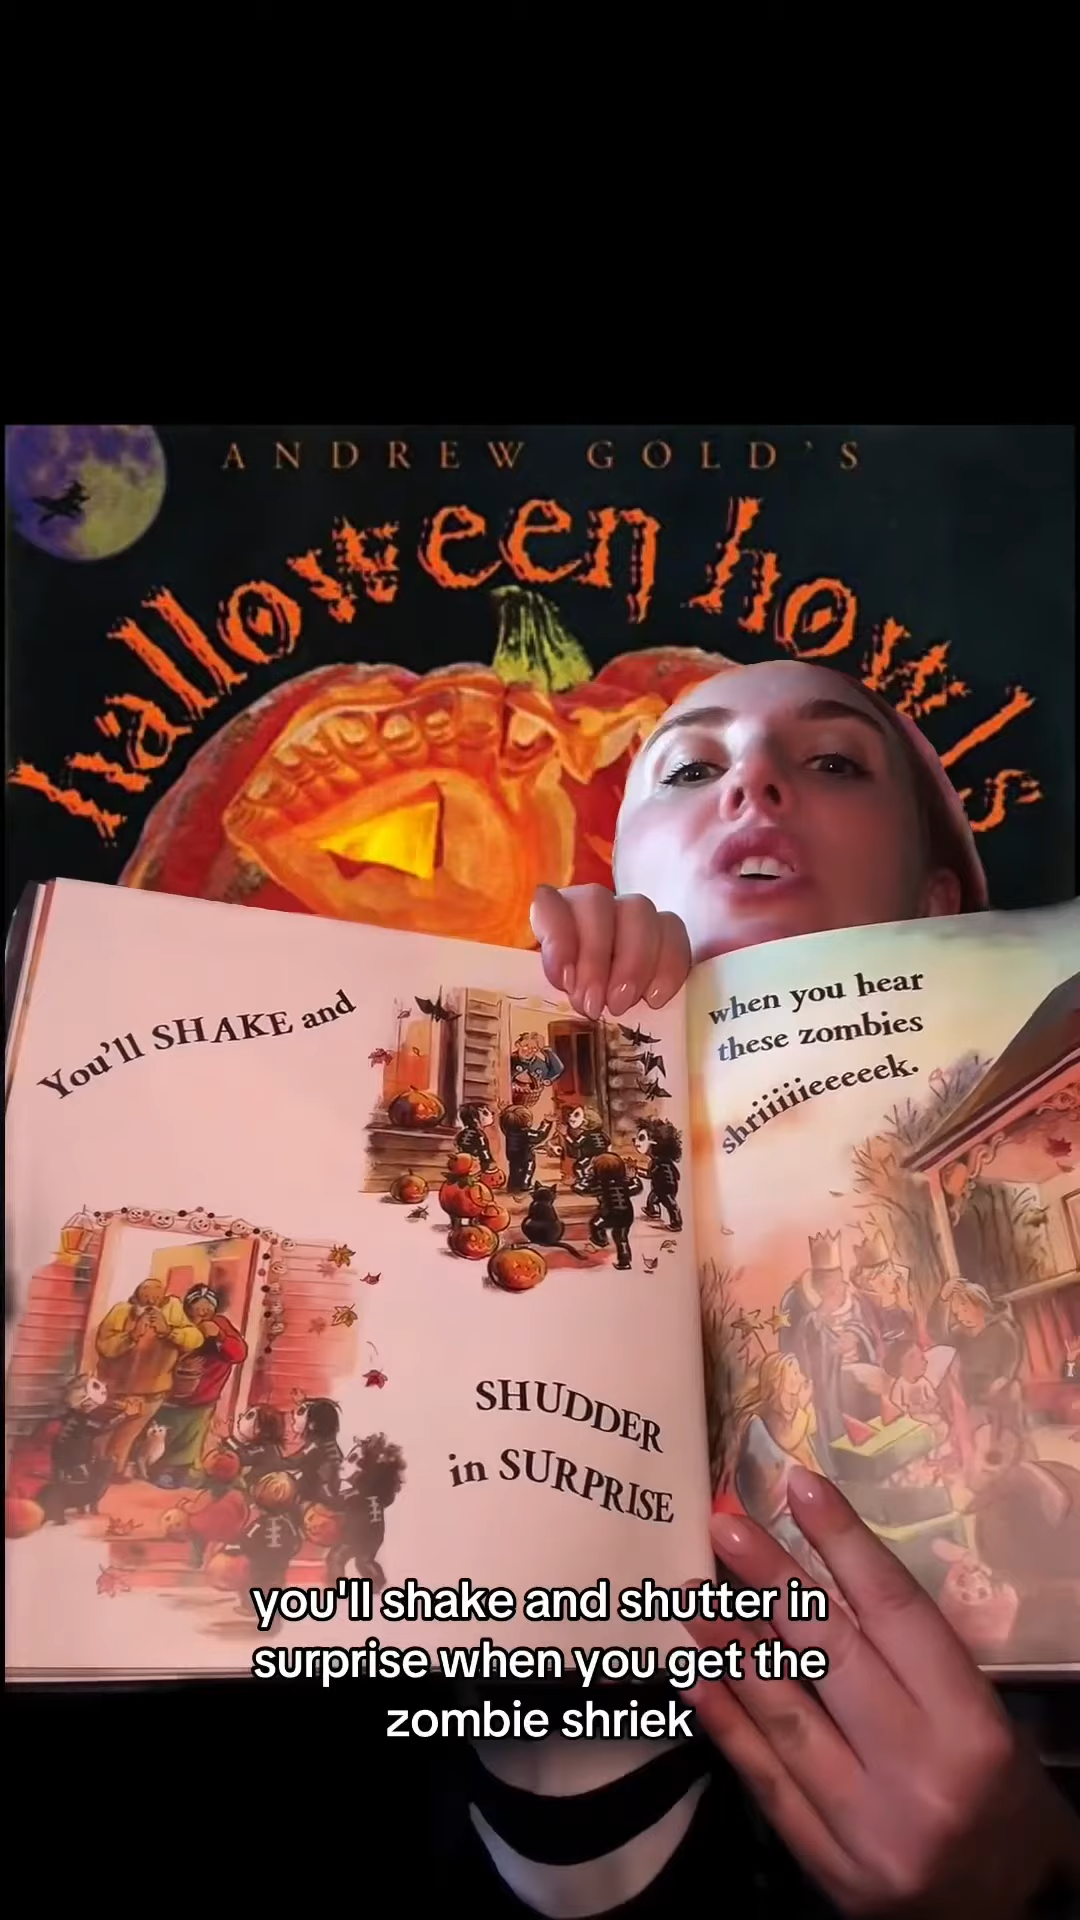 ANDREW GOLD'S
halloween howls
You'll SHAKE and
SHUDDER
in SURPRISE
when you hear
these zombies
shriiiiieeeeek.
you'll shake and shutter in
surprise when you get the
zombie shriek